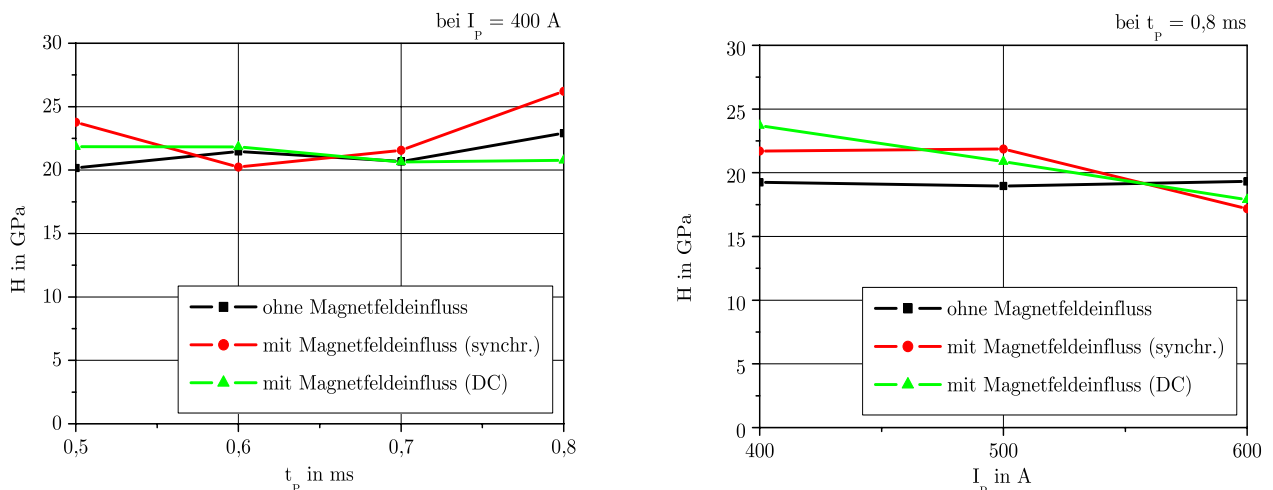 bei I_P = 400 A
30
25
20
15
10
5
0
H in GPa
ohne Magnetfeldeinfluss
mit Magnetfeldeinfluss (synchr.)
mit Magnetfeldeinfluss (DC)
0,5 0,6 0,7 0,8
t_P in ms
bei t_P = 0,8 ms
30
25
20
15
10
5
0
H in GPa
ohne Magnetfeldeinfluss
mit Magnetfeldeinfluss (synchr.)
mit Magnetfeldeinfluss (DC)
400 500 600
I_P in A